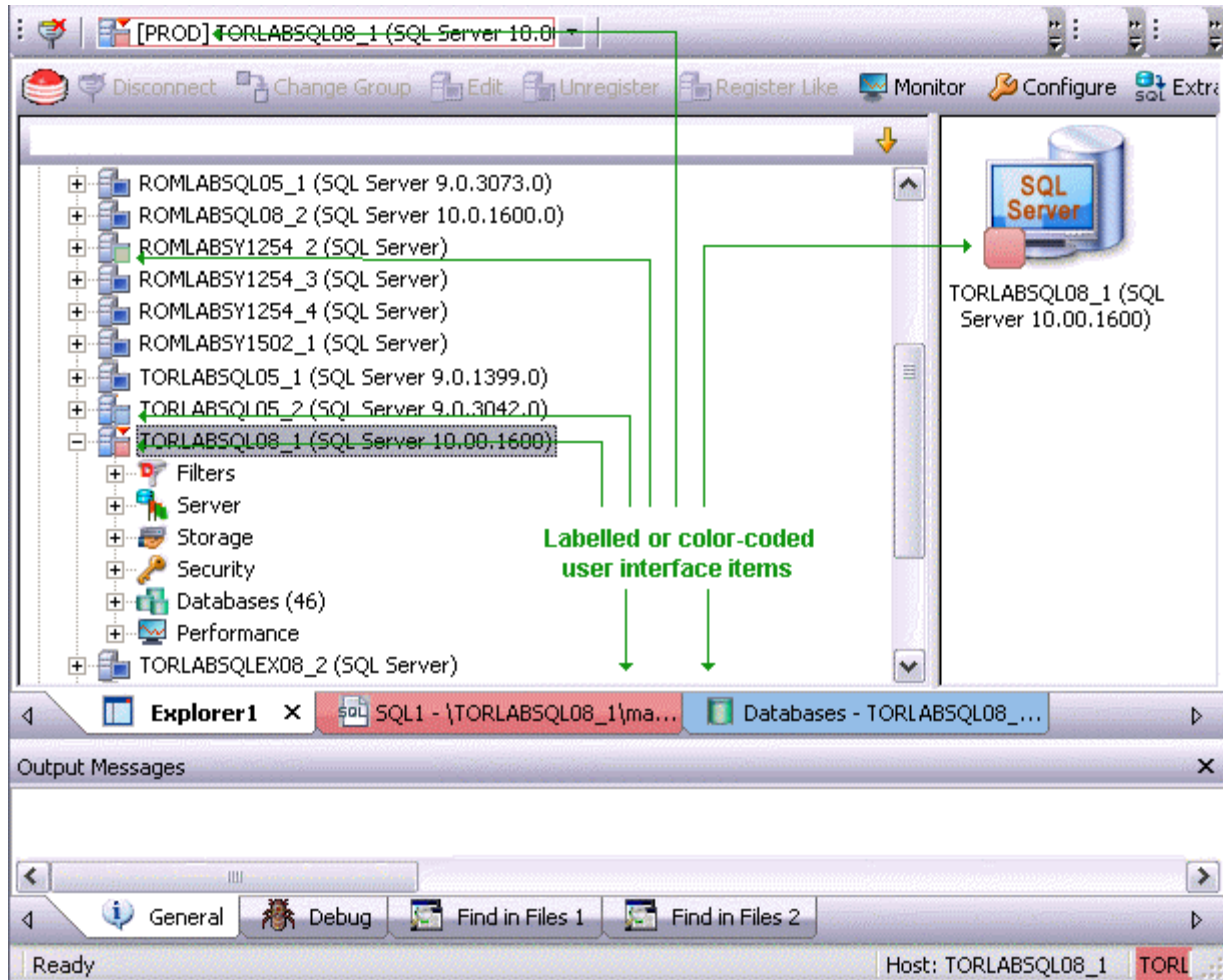 [PROD] TORLABSQL08_1 (SQL Server 10.0
Disconnect Change Group Edit Unregister Register Like Monitor Configure Extra
ROMLABSQL05_1 (SQL Server 9.0.3073.0)
ROMLABSQL08_2 (SQL Server 10.0.1600.0)
ROMLABSY1254_2 (SQL Server)
ROMLABSY1254_3 (SQL Server)
ROMLABSY1254_4 (SQL Server)
ROMLABSY1502_1 (SQL Server)
TORLABSQL05_1 (SQL Server 9.0.1399.0)
TORLABSQL05_2 (SQL Server 9.0.3042.0)
TORLABSQL08_1 (SQL Server 10.00.1600)
Filters
Server
Storage
Security
Databases (46)
Performance
TORLABSQLEX08_2 (SQL Server)
Labelled or color-coded
user interface items
SQL
Server
TORLABSQL08_1 (SQL
Server 10.00.1600)
Explorer1 SQL1 - \TORLABSQL08_1\ma... Databases - TORLABSQL08_...
Output Messages
General Debug Find in Files 1 Find in Files 2
Ready Host: TORLABSQL08_1 TORL